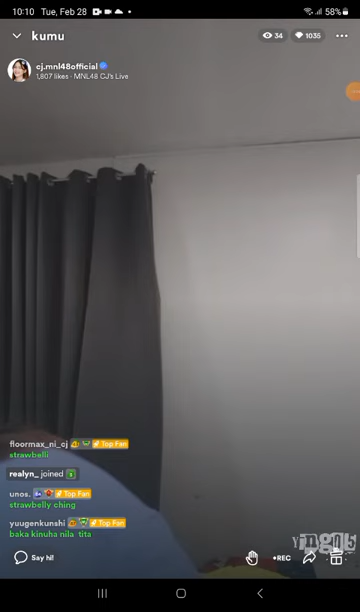 10:10 Tue, Feb 28 58%
kumu 34 1035
cj.mnl48official
1,807 likes · MNL48 CJ's Live
floormax_ni_cj Top Fan
strawbelli
realyn_ joined
unos. Top Fan
strawbelly ching
yuugenkunshi Top Fan
baka kinuha nila tita
Say hi! •REC